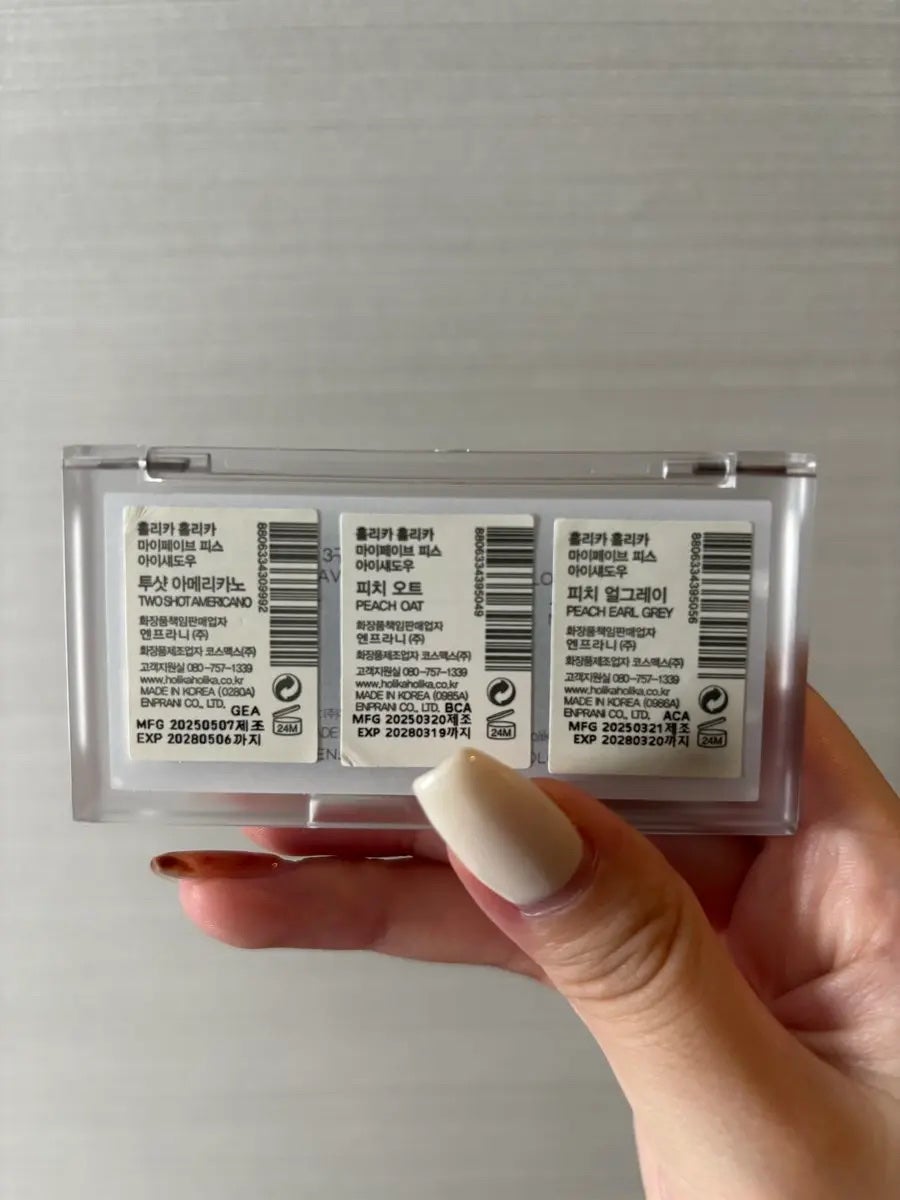 홀리카 홀리카
마이페이브 피스
아이섀도우
투샷 아메리카노
TWO SHOT AMERICANO
화장품책임판매업자
엔프라니 (주)
화장품제조업자 코스맥스(주)
고객지원실 080-757-1339
www.holikaholika.co.kr
MADE IN KOREA (0280A)
ENPRANI CO., LTD. GEA
MFG 20250507제조
EXP 20280506까지
8806334309992
24M
홀리카 홀리카
마이페이브 피스
아이섀도우
피치 오트
PEACH OAT
화장품책임판매업자
엔프라니 (주)
화장품제조업자 코스맥스(주)
고객지원실 080-757-1339
www.holikaholika.co.kr
MADE IN KOREA (0985A)
ENPRANI CO., LTD. BCA
MFG 20250320제조
EXP 20280319까지
8806334395049
24M
홀리카 홀리카
마이페이브 피스
아이섀도우
피치 얼그레이
PEACH EARL GREY
화장품책임판매업자
엔프라니 (주)
화장품제조업자 코스맥스(주)
고객지원실 080-757-1339
www.holikaholika.co.kr
MADE IN KOREA (0986A)
ENPRANI CO., LTD. ACA
MFG 20250321제조
EXP 20280320까지
8806334395056
24M